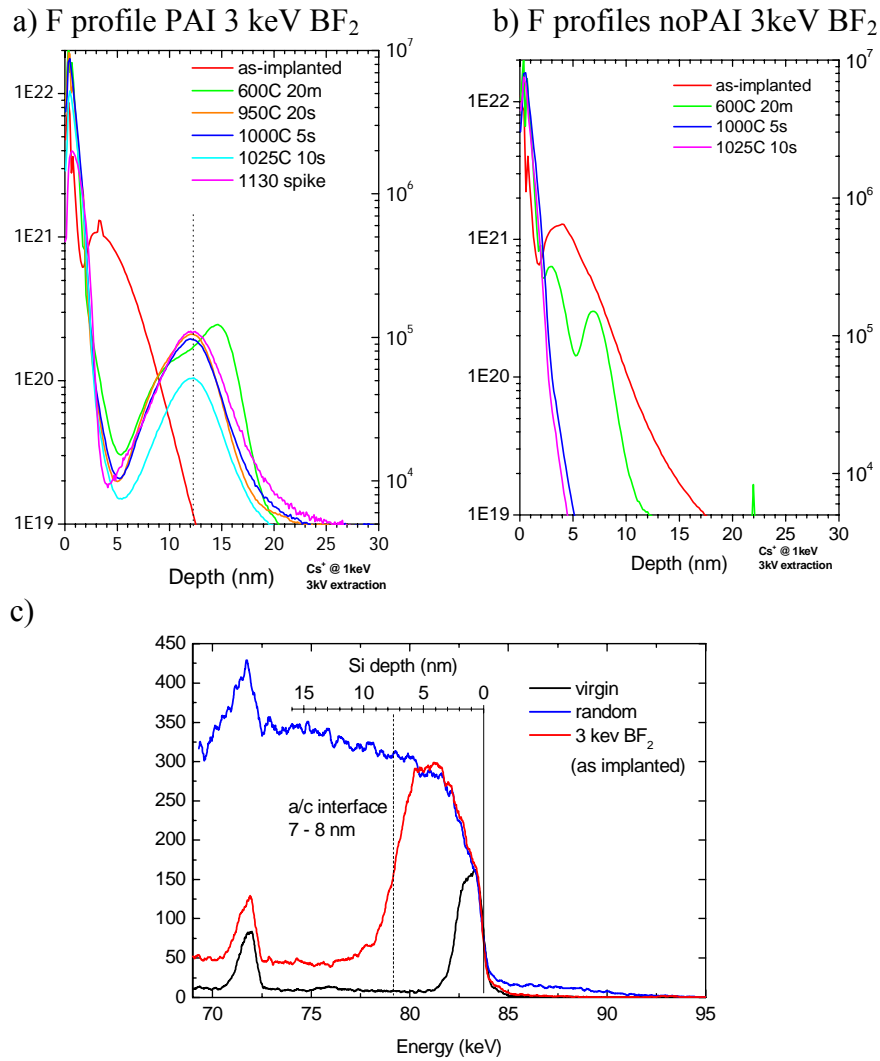 a) F profile PAI 3 keV BF2
as-implanted
600C 20m
950C 20s
1000C 5s
1025C 10s
1130 spike
1E22
1E21
1E20
1E19
10^7
10^6
10^5
10^4
0 5 10 15 20 25 30
Depth (nm)
Cs+ @ 1keV
3kV extraction
b) F profiles noPAI 3keV BF2
as-implanted
600C 20m
1000C 5s
1025C 10s
1E22
1E21
1E20
1E19
10^7
10^6
10^5
10^4
0 5 10 15 20 25 30
Depth (nm)
Cs+ @ 1keV
3kV extraction
c)
450
400
350
300
250
200
150
100
50
0
Si depth (nm)
15 10 5 0
virgin
random
3 kev BF2
(as implanted)
a/c interface
7 - 8 nm
70 75 80 85 90 95
Energy (keV)